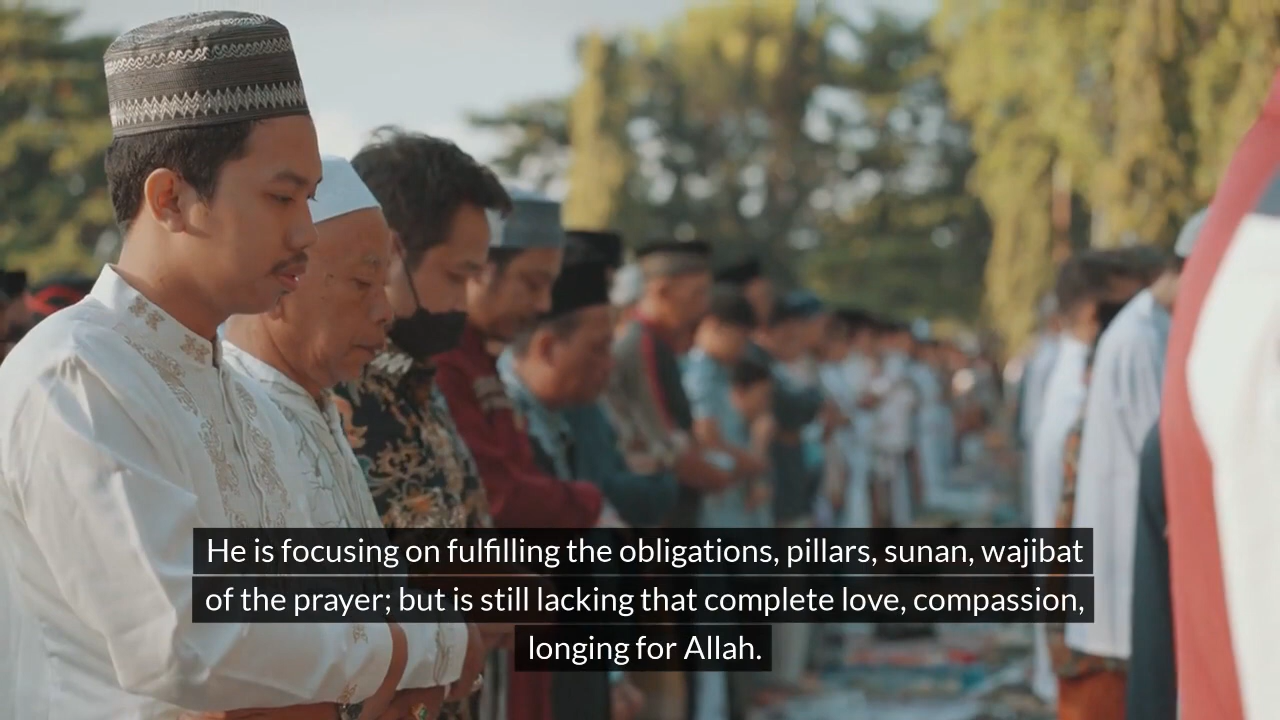 He is focusing on fulfilling the obligations, pillars, sunan, wajibat
of the prayer; but is still lacking that complete love, compassion,
longing for Allah.